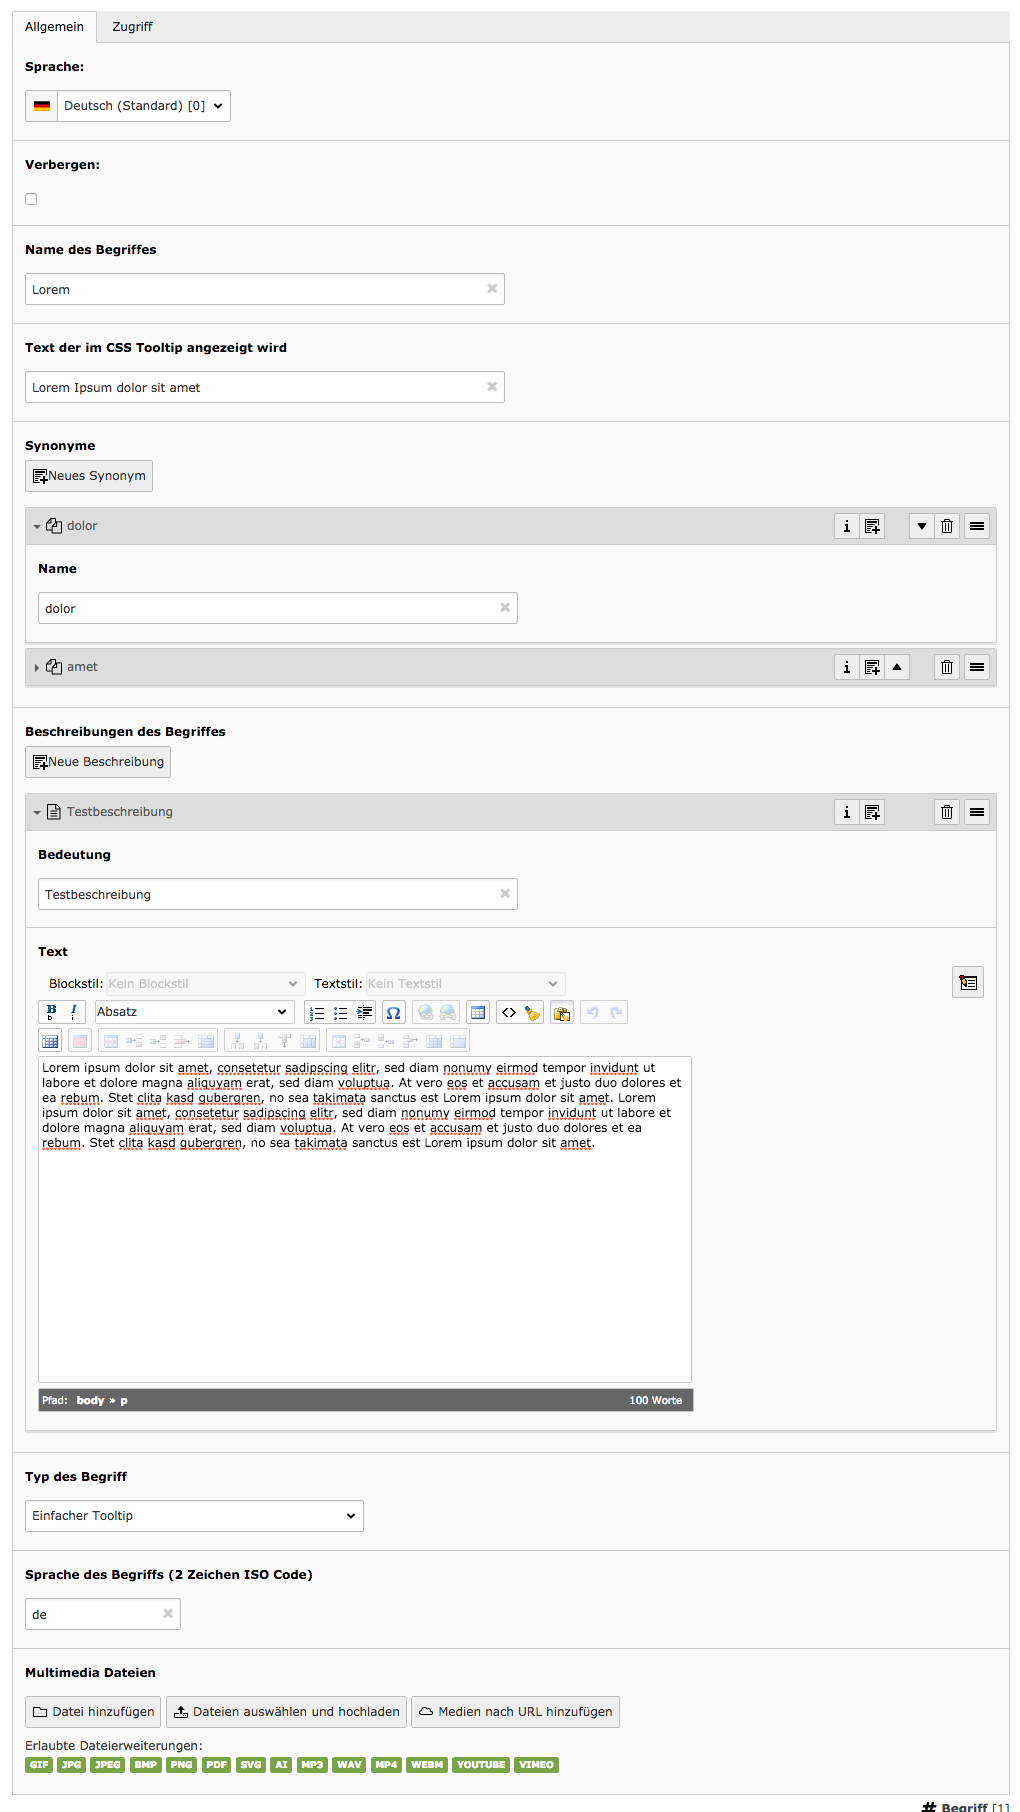 Allgemein Zugriff
Sprache:
Deutsch (Standard) [0]
Verbergen:
Name des Begriffes
Lorem
Text der im CSS Tooltip angezeigt wird
Lorem Ipsum dolor sit amet
Synonyme
Neues Synonym
dolor
Name
dolor
amet
Beschreibungen des Begriffes
Neue Beschreibung
Testbeschreibung
Bedeutung
Testbeschreibung
Text
Blockstil: Kein Blockstil Textstil: Kein Textstil
Absatz
Lorem ipsum dolor sit amet, consetetur sadipscing elitr, sed diam nonumy eirmod tempor invidunt ut
labore et dolore magna aliquyam erat, sed diam voluptua. At vero eos et accusam et justo duo dolores et
ea rebum. Stet clita kasd gubergren, no sea takimata sanctus est Lorem ipsum dolor sit amet. Lorem
ipsum dolor sit amet, consetetur sadipscing elitr, sed diam nonumy eirmod tempor invidunt ut labore et
dolore magna aliquyam erat, sed diam voluptua. At vero eos et accusam et justo duo dolores et ea
rebum. Stet clita kasd gubergren, no sea takimata sanctus est Lorem ipsum dolor sit amet.
Pfad: body » p 100 Worte
Typ des Begriff
Einfacher Tooltip
Sprache des Begriffs (2 Zeichen ISO Code)
de
Multimedia Dateien
Datei hinzufügen Dateien auswählen und hochladen Medien nach URL hinzufügen
Erlaubte Dateierweiterungen:
GIF JPG JPEG BMP PNG PDF SVG AI MP3 WAV MP4 WEBM YOUTUBE VIMEO
# Begriff [1]